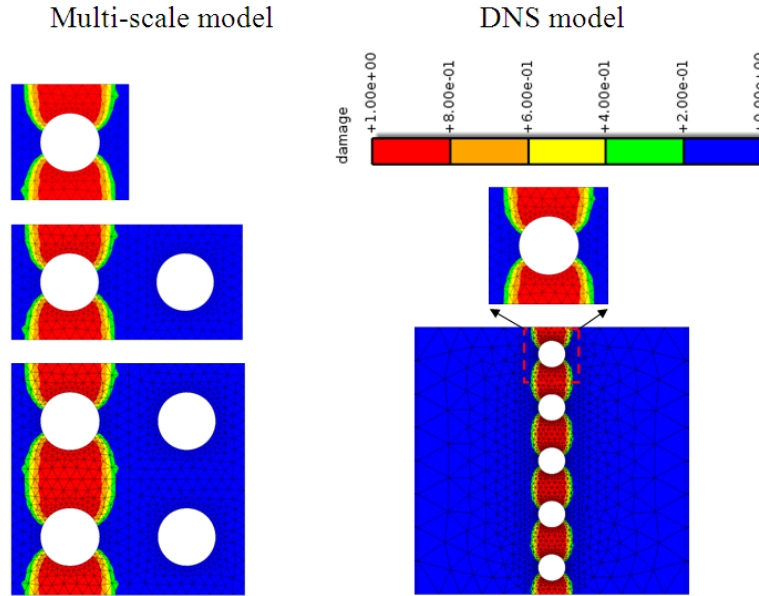 Multi-scale model
DNS model
damage
+1.00e+00
+8.00e-01
+6.00e-01
+4.00e-01
+2.00e-01